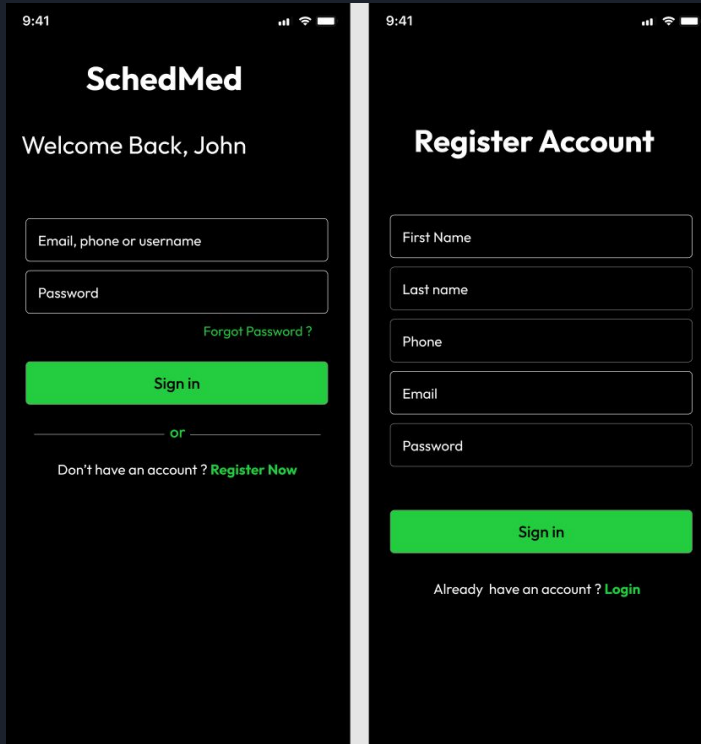 9:41
SchedMed
Welcome Back, John
Email, phone or username
Password
Forgot Password ?
Sign in
or
Don't have an account ? Register Now
9:41
Register Account
First Name
Last name
Phone
Email
Password
Sign in
Already have an account ? Login